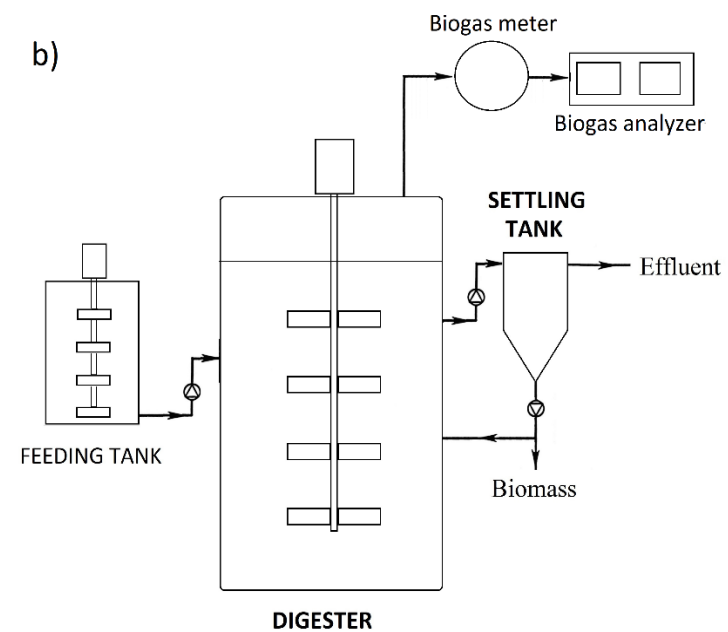 b)
Biogas meter
Biogas analyzer
SETTLING
TANK
Effluent
FEEDING TANK
Biomass
DIGESTER